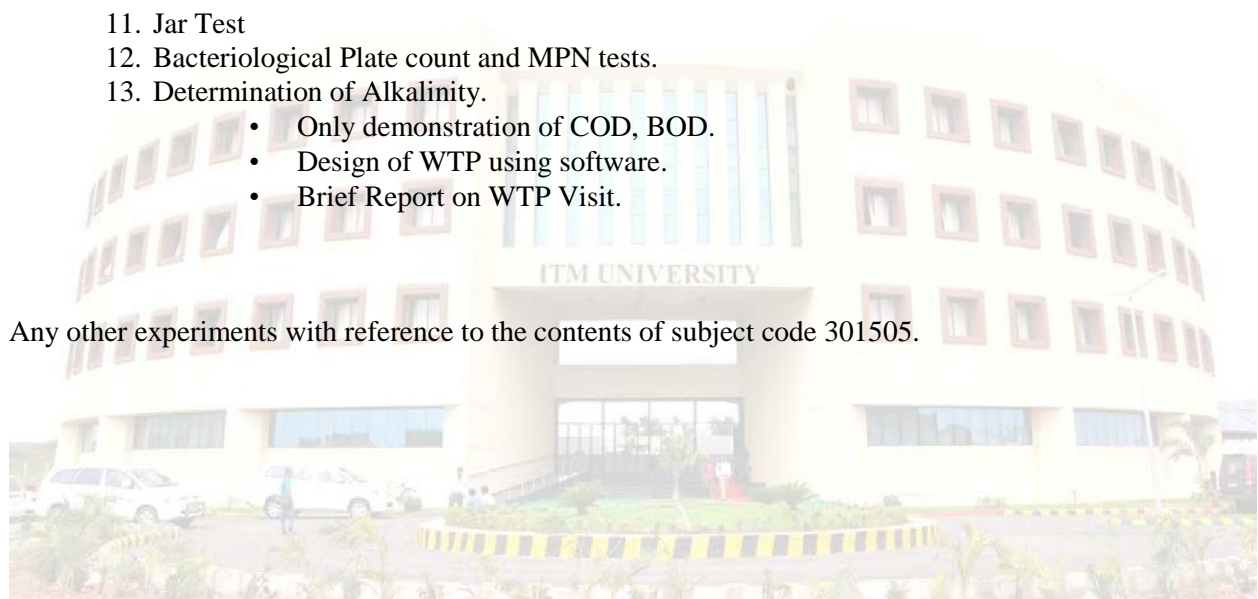 11. Jar Test
12. Bacteriological Plate count and MPN tests.
13. Determination of Alkalinity.
• Only demonstration of COD, BOD.
• Design of WTP using software.
• Brief Report on WTP Visit.
ITM UNIVERSITY
Any other experiments with reference to the contents of subject code 301505.